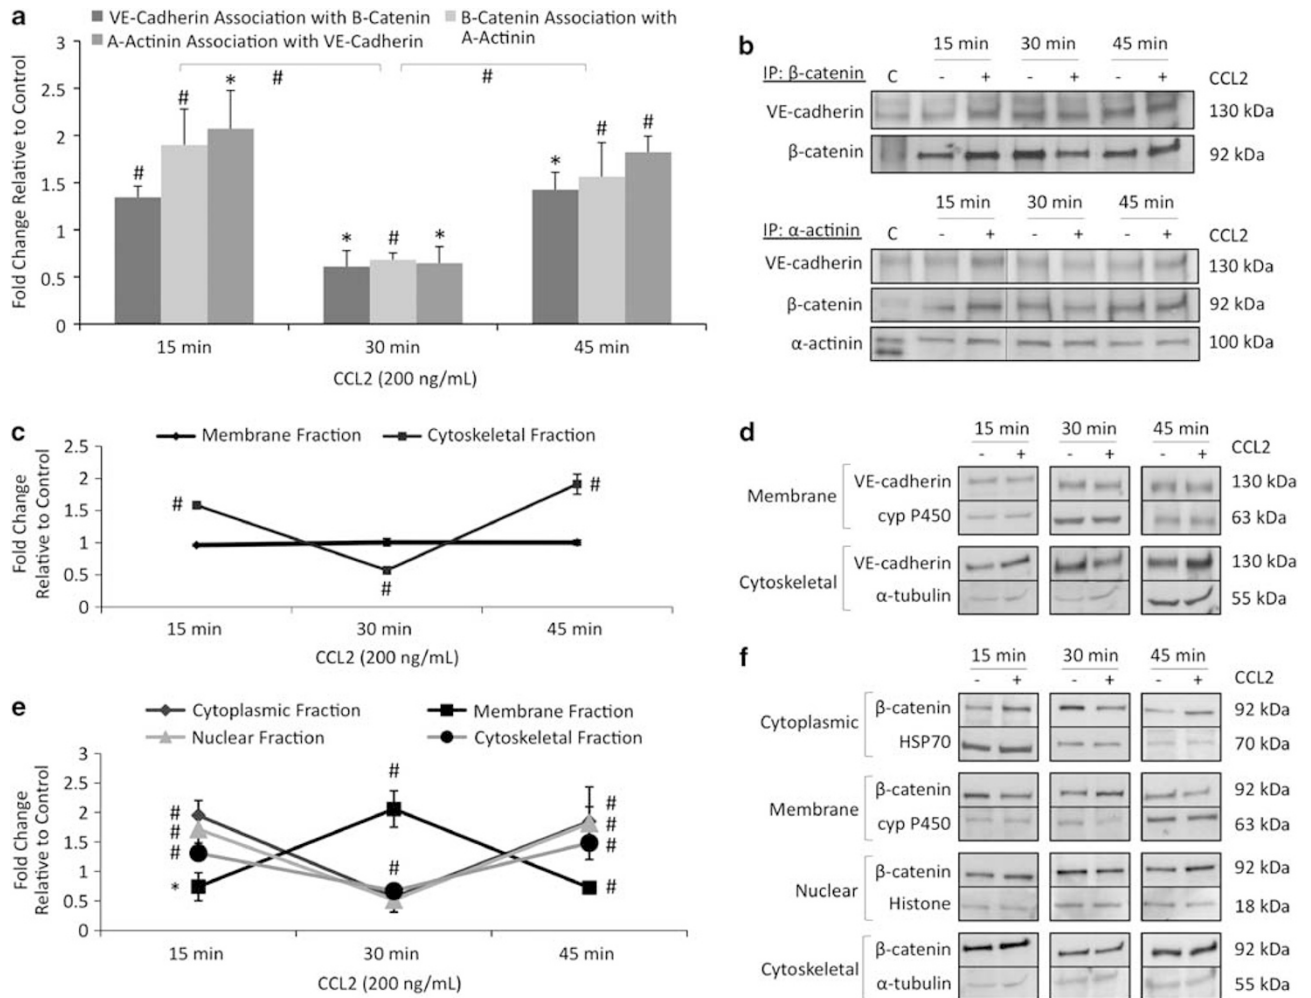 a
VE-Cadherin Association with B-Catenin
B-Catenin Association with
A-Actinin
A-Actinin Association with VE-Cadherin
Fold Change Relative to Control
3
2.5
2
1.5
1
0.5
0
# # *
#
* # *
#
* # #
15 min 30 min 45 min
CCL2 (200 ng/mL)
b
15 min 30 min 45 min
IP: β-catenin C - + - + - + CCL2
VE-cadherin 130 kDa
β-catenin 92 kDa
15 min 30 min 45 min
IP: α-actinin C - + - + - + CCL2
VE-cadherin 130 kDa
β-catenin 92 kDa
α-actinin 100 kDa
c
Membrane Fraction Cytoskeletal Fraction
Fold Change
Relative to Control
2.5
2
1.5
1
0.5
0
# # #
15 min 30 min 45 min
CCL2 (200 ng/mL)
d
15 min 30 min 45 min
- + - + - + CCL2
Membrane
VE-cadherin 130 kDa
cyp P450 63 kDa
Cytoskeletal
VE-cadherin 130 kDa
α-tubulin 55 kDa
e
Cytoplasmic Fraction Membrane Fraction
Nuclear Fraction Cytoskeletal Fraction
Fold Change
Relative to Control
3
2.5
2
1.5
1
0.5
0
#
#
#
*
#
#
#
#
#
#
15 min 30 min 45 min
CCL2 (200 ng/mL)
f
15 min 30 min 45 min
- + - + - + CCL2
Cytoplasmic
β-catenin 92 kDa
HSP70 70 kDa
Membrane
β-catenin 92 kDa
cyp P450 63 kDa
Nuclear
β-catenin 92 kDa
Histone 18 kDa
Cytoskeletal
β-catenin 92 kDa
α-tubulin 55 kDa